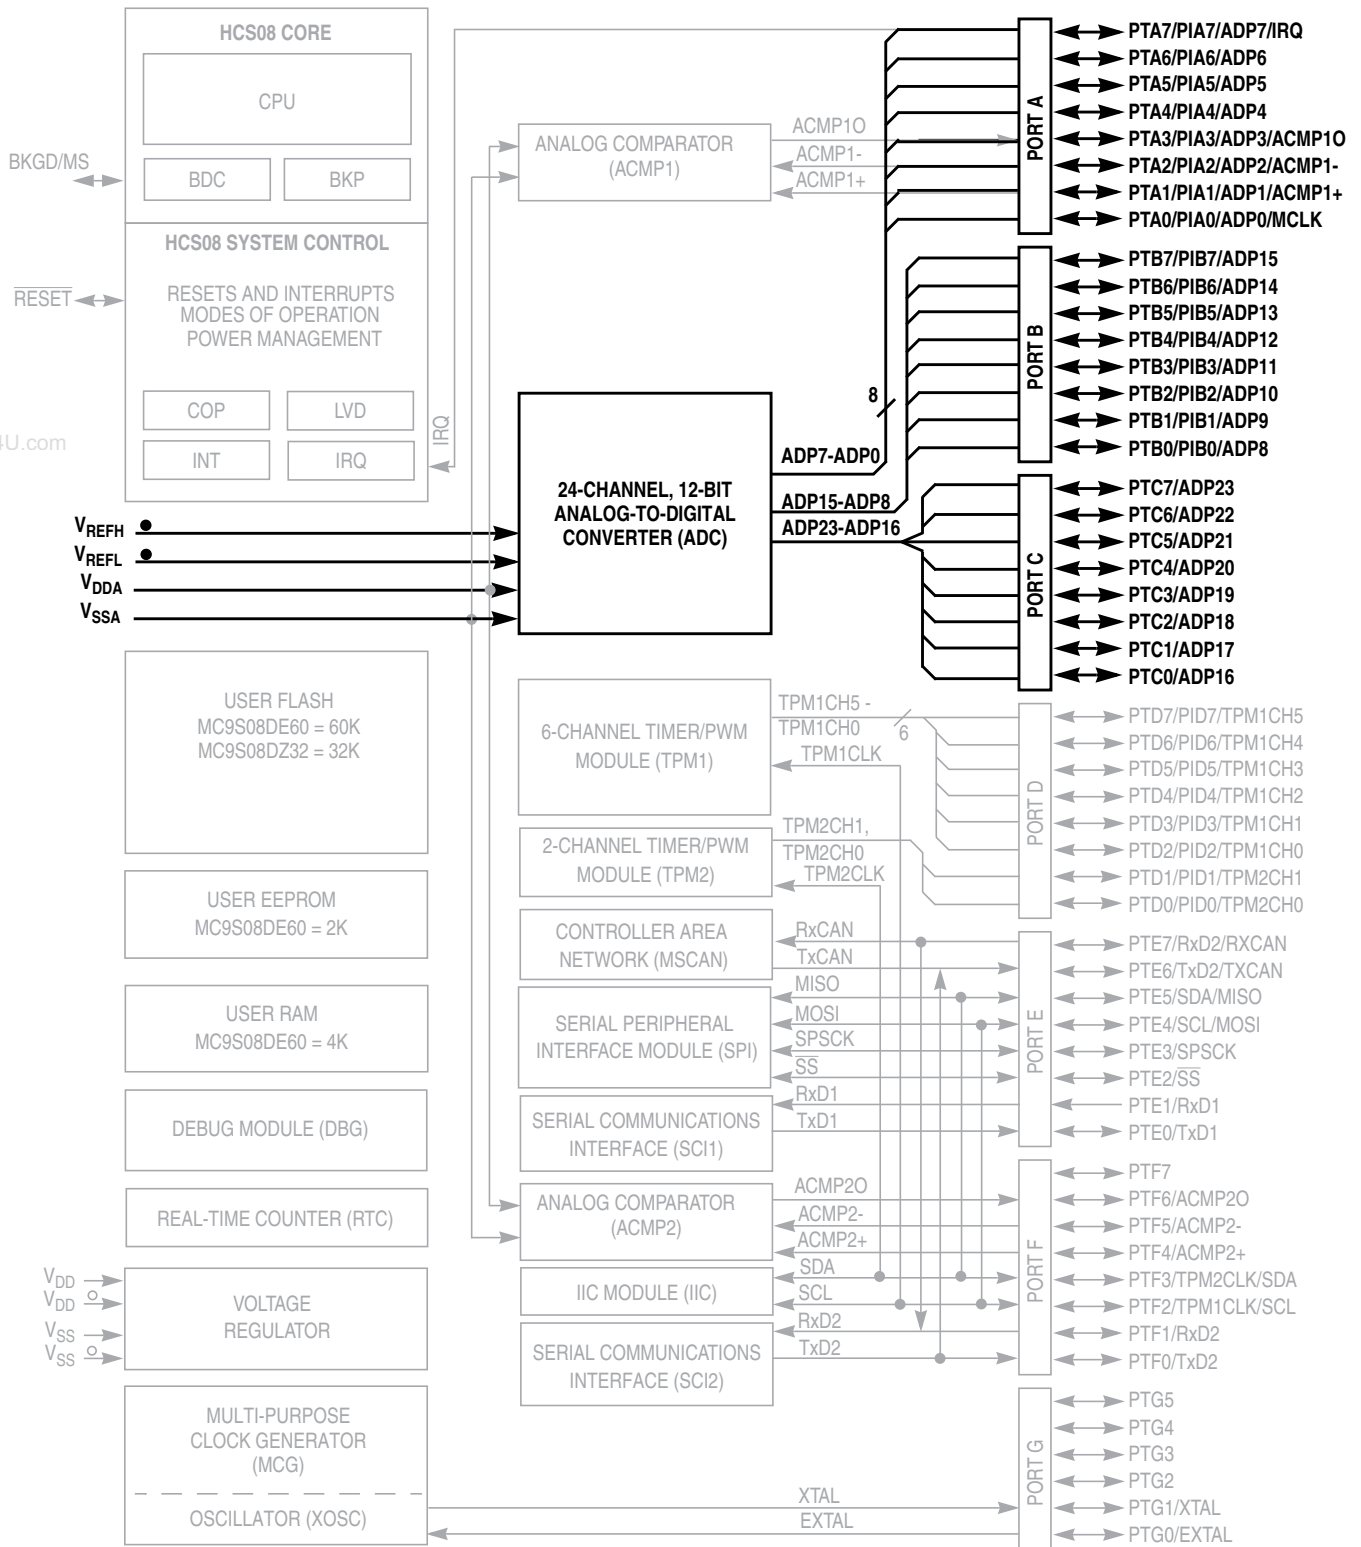 HCS08 CORE
CPU
BDC
BKP
BKGD/MS
HCS08 SYSTEM CONTROL
RESETS AND INTERRUPTS
MODES OF OPERATION
POWER MANAGEMENT
RESET
COP
LVD
INT
IRQ
IRQ
4U.com
VREFH
VREFL
VDDA
VSSA
USER FLASH
MC9S08DE60 = 60K
MC9S08DZ32 = 32K
USER EEPROM
MC9S08DE60 = 2K
USER RAM
MC9S08DE60 = 4K
DEBUG MODULE (DBG)
REAL-TIME COUNTER (RTC)
VDD
VDD
VSS
VSS
VOLTAGE
REGULATOR
MULTI-PURPOSE
CLOCK GENERATOR
(MCG)
OSCILLATOR (XOSC)
ANALOG COMPARATOR
(ACMP1)
ACMP1O
ACMP1-
ACMP1+
24-CHANNEL, 12-BIT
ANALOG-TO-DIGITAL
CONVERTER (ADC)
8
ADP7-ADP0
ADP15-ADP8
ADP23-ADP16
6-CHANNEL TIMER/PWM
MODULE (TPM1)
TPM1CH5 -
TPM1CH0
6
TPM1CLK
2-CHANNEL TIMER/PWM
MODULE (TPM2)
TPM2CH1,
TPM2CH0
TPM2CLK
CONTROLLER AREA
NETWORK (MSCAN)
RxCAN
TxCAN
SERIAL PERIPHERAL
INTERFACE MODULE (SPI)
MISO
MOSI
SPSCK
SS
SERIAL COMMUNICATIONS
INTERFACE (SCI1)
RxD1
TxD1
ANALOG COMPARATOR
(ACMP2)
ACMP2O
ACMP2-
ACMP2+
IIC MODULE (IIC)
SDA
SCL
SERIAL COMMUNICATIONS
INTERFACE (SCI2)
RxD2
TxD2
XTAL
EXTAL
PORT A
PTA7/PIA7/ADP7/IRQ
PTA6/PIA6/ADP6
PTA5/PIA5/ADP5
PTA4/PIA4/ADP4
PTA3/PIA3/ADP3/ACMP1O
PTA2/PIA2/ADP2/ACMP1-
PTA1/PIA1/ADP1/ACMP1+
PTA0/PIA0/ADP0/MCLK
PORT B
PTB7/PIB7/ADP15
PTB6/PIB6/ADP14
PTB5/PIB5/ADP13
PTB4/PIB4/ADP12
PTB3/PIB3/ADP11
PTB2/PIB2/ADP10
PTB1/PIB1/ADP9
PTB0/PIB0/ADP8
PORT C
PTC7/ADP23
PTC6/ADP22
PTC5/ADP21
PTC4/ADP20
PTC3/ADP19
PTC2/ADP18
PTC1/ADP17
PTC0/ADP16
PORT D
PTD7/PID7/TPM1CH5
PTD6/PID6/TPM1CH4
PTD5/PID5/TPM1CH3
PTD4/PID4/TPM1CH2
PTD3/PID3/TPM1CH1
PTD2/PID2/TPM1CH0
PTD1/PID1/TPM2CH1
PTD0/PID0/TPM2CH0
PORT E
PTE7/RxD2/RXCAN
PTE6/TxD2/TXCAN
PTE5/SDA/MISO
PTE4/SCL/MOSI
PTE3/SPSCK
PTE2/SS
PTE1/RxD1
PTE0/TxD1
PORT F
PTF7
PTF6/ACMP2O
PTF5/ACMP2-
PTF4/ACMP2+
PTF3/TPM2CLK/SDA
PTF2/TPM1CLK/SCL
PTF1/RxD2
PTF0/TxD2
PORT G
PTG5
PTG4
PTG3
PTG2
PTG1/XTAL
PTG0/EXTAL